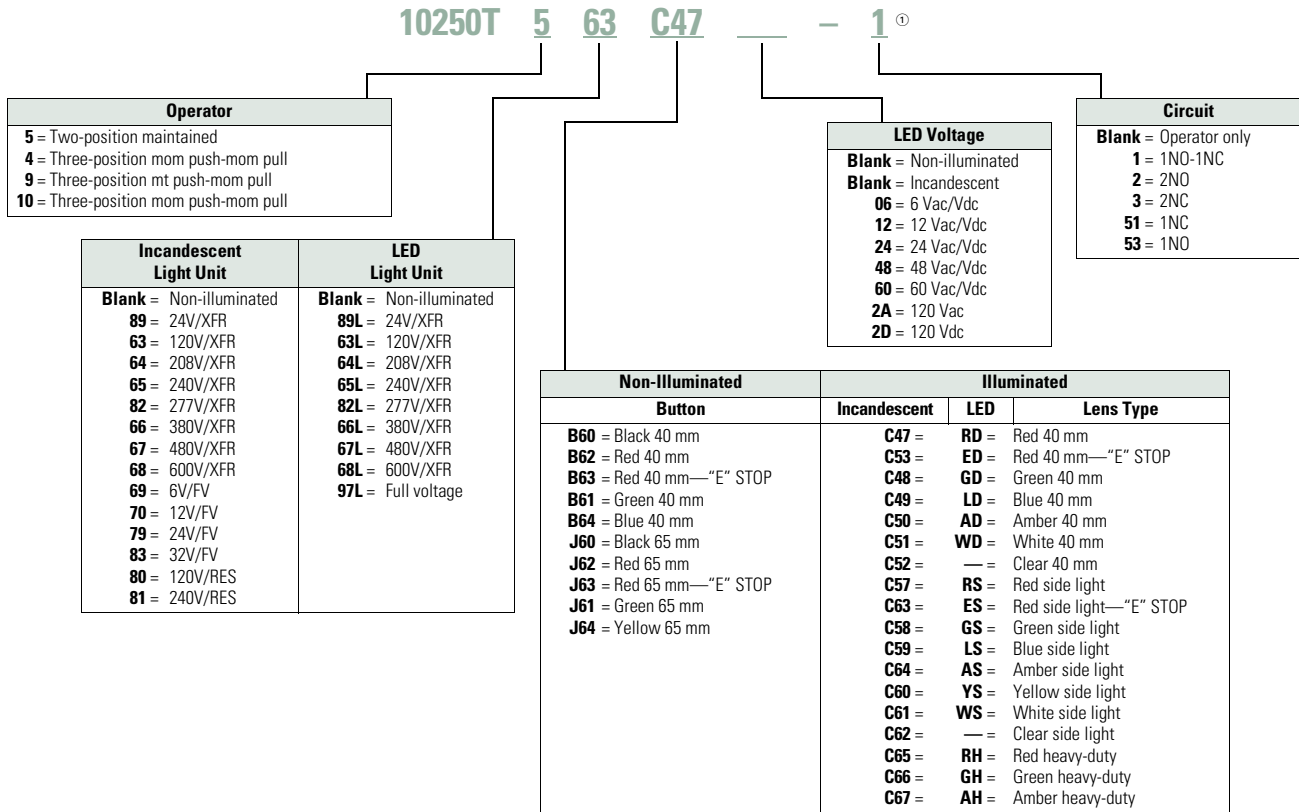 10250T 5 63 C47 – 1 ①
Operator
5 = Two-position maintained
4 = Three-position mom push-mom pull
9 = Three-position mt push-mom pull
10 = Three-position mom push-mom pull
Incandescent
Light Unit
Blank = Non-illuminated
89 = 24V/XFR
63 = 120V/XFR
64 = 208V/XFR
65 = 240V/XFR
82 = 277V/XFR
66 = 380V/XFR
67 = 480V/XFR
68 = 600V/XFR
69 = 6V/FV
70 = 12V/FV
79 = 24V/FV
83 = 32V/FV
80 = 120V/RES
81 = 240V/RES
LED
Light Unit
Blank = Non-illuminated
89L = 24V/XFR
63L = 120V/XFR
64L = 208V/XFR
65L = 240V/XFR
82L = 277V/XFR
66L = 380V/XFR
67L = 480V/XFR
68L = 600V/XFR
97L = Full voltage
LED Voltage
Blank = Non-illuminated
Blank = Incandescent
06 = 6 Vac/Vdc
12 = 12 Vac/Vdc
24 = 24 Vac/Vdc
48 = 48 Vac/Vdc
60 = 60 Vac/Vdc
2A = 120 Vac
2D = 120 Vdc
Circuit
Blank = Operator only
1 = 1NO-1NC
2 = 2NO
3 = 2NC
51 = 1NC
53 = 1NO
Non-Illuminated
Button
B60 = Black 40 mm
B62 = Red 40 mm
B63 = Red 40 mm—“E” STOP
B61 = Green 40 mm
B64 = Blue 40 mm
J60 = Black 65 mm
J62 = Red 65 mm
J63 = Red 65 mm—“E” STOP
J61 = Green 65 mm
J64 = Yellow 65 mm
Illuminated
Incandescent LED Lens Type
C47 = RD = Red 40 mm
C53 = ED = Red 40 mm—“E” STOP
C48 = GD = Green 40 mm
C49 = LD = Blue 40 mm
C50 = AD = Amber 40 mm
C51 = WD = White 40 mm
C52 = — = Clear 40 mm
C57 = RS = Red side light
C63 = ES = Red side light—“E” STOP
C58 = GS = Green side light
C59 = LS = Blue side light
C64 = AS = Amber side light
C60 = YS = Yellow side light
C61 = WS = White side light
C62 = — = Clear side light
C65 = RH = Red heavy-duty
C66 = GH = Green heavy-duty
C67 = AH = Amber heavy-duty